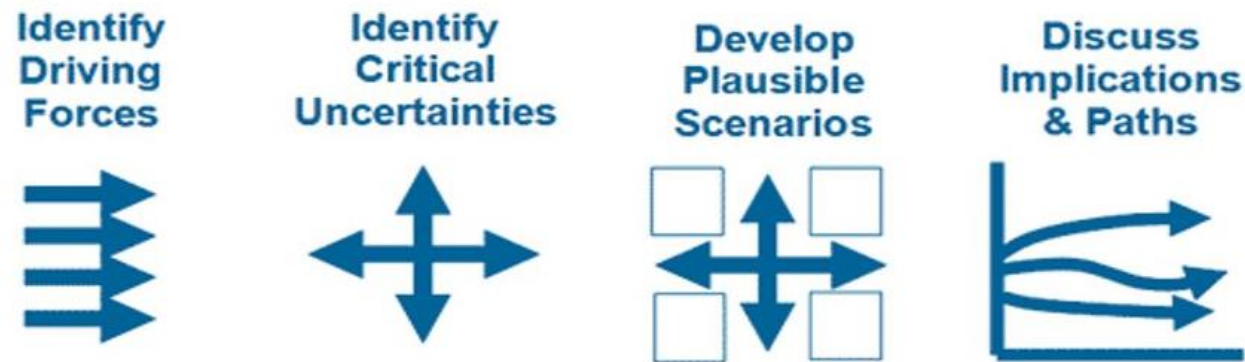 Identify
Driving
Forces
Identify
Critical
Uncertainties
Develop
Plausible
Scenarios
Discuss
Implications
& Paths